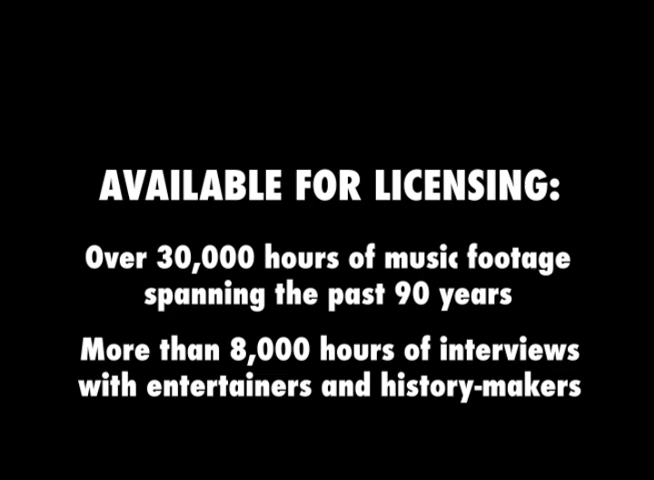 AVAILABLE FOR LICENSING:
Over 30,000 hours of music footage
spanning the past 90 years
More than 8,000 hours of interviews
with entertainers and history-makers